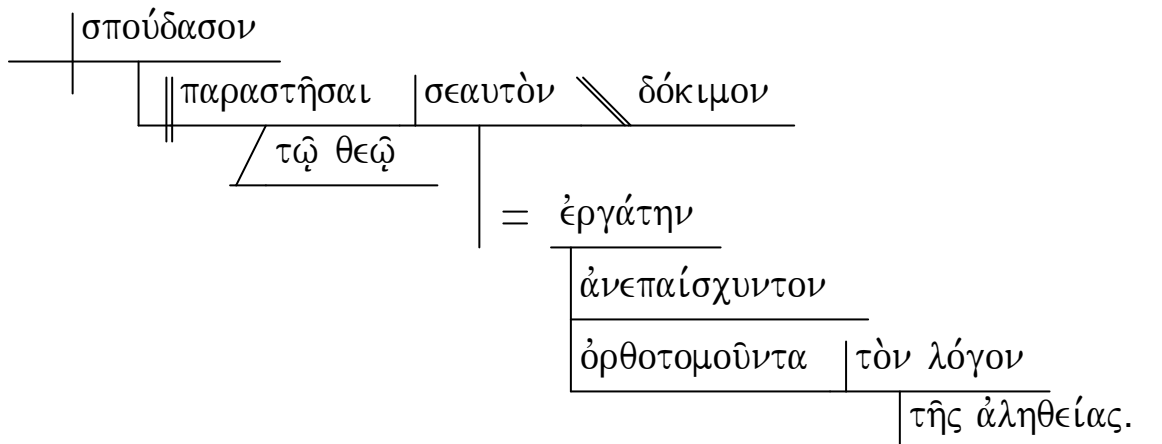 σπούδασον
παραστῆσαι σεαυτὸν δόκιμον
τῷ θεῷ
= ἐργάτην
ἀνεπαίσχυντον
ὀρθοτομοῦντα τὸν λόγον
τῆς ἀληθείας.